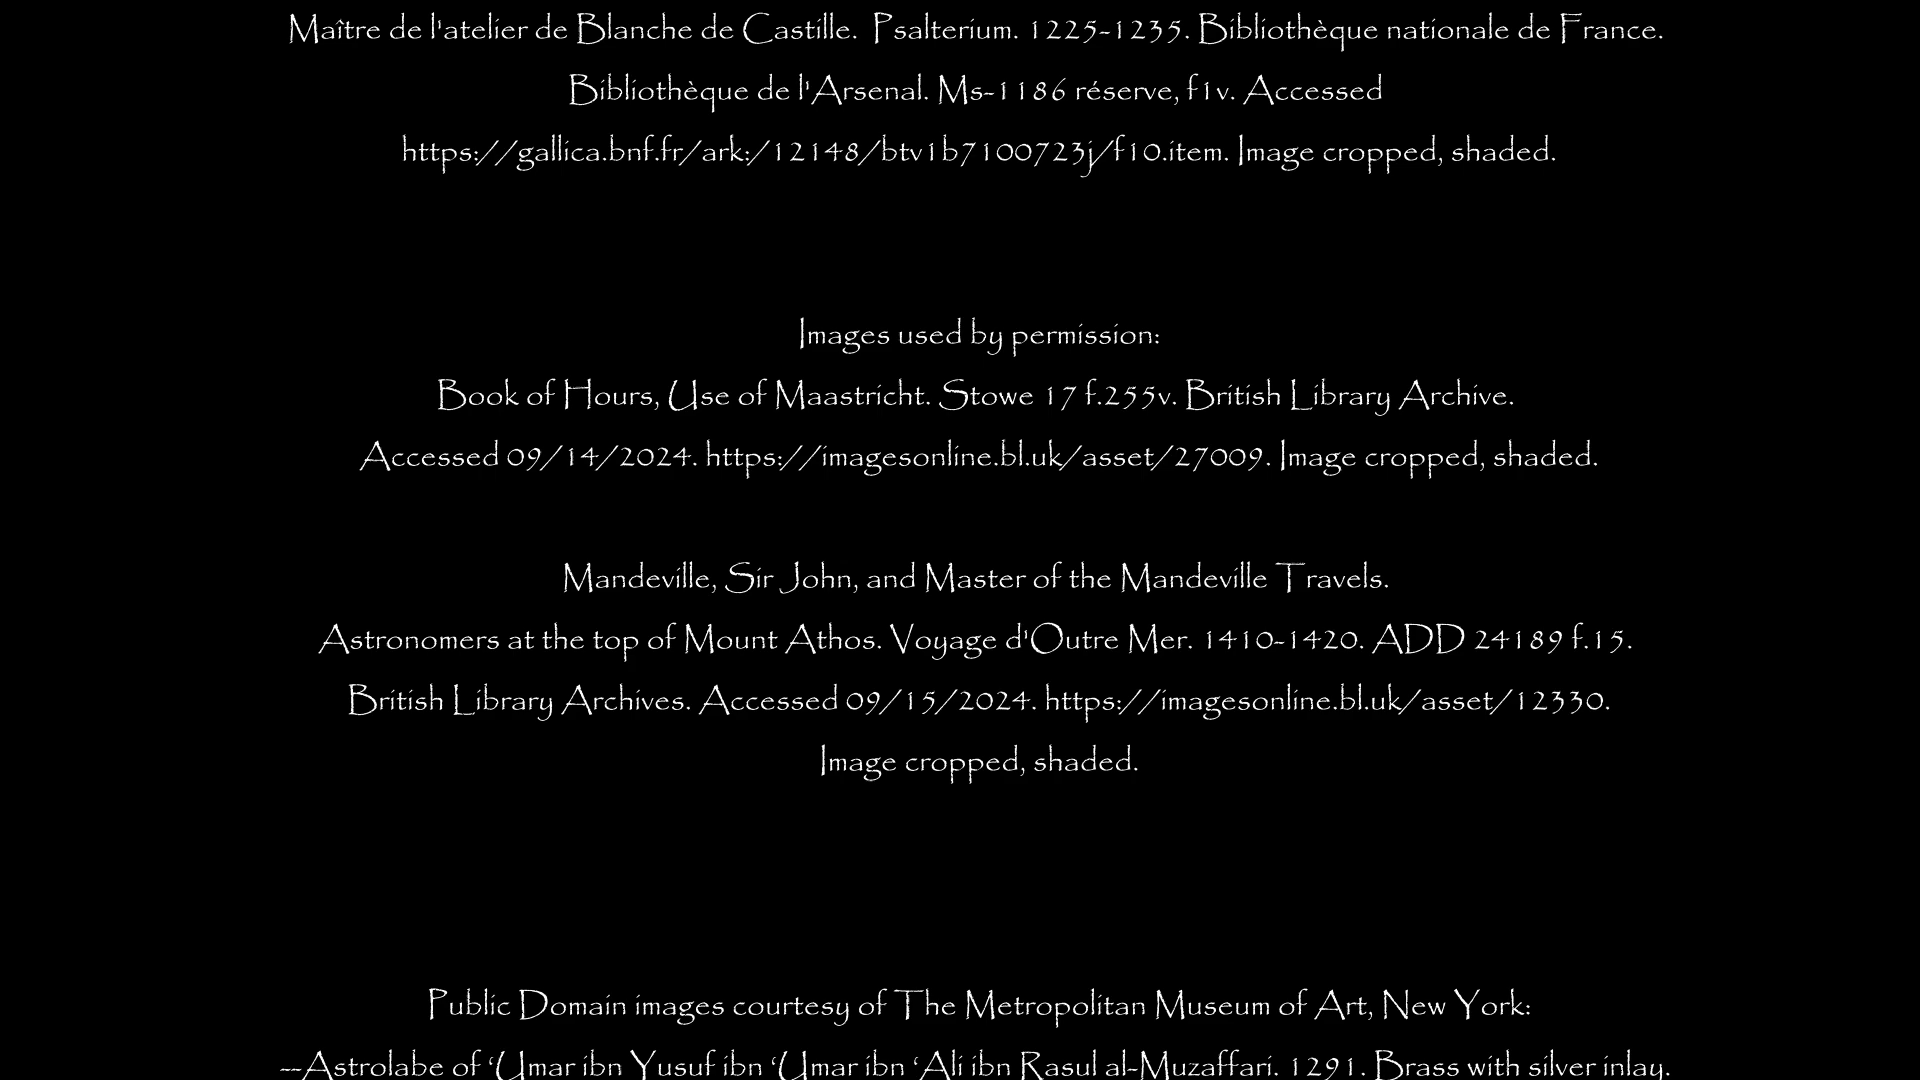 Maître de l'atelier de Blanche de Castille.  Psalterium. 1225-1235. Bibliothèque nationale de France.
Bibliothèque de l'Arsenal. Ms-1186 réserve, f1v. Accessed
https://gallica.bnf.fr/ark:/12148/btv1b7100723j/f10.item. Image cropped, shaded.
Images used by permission:
Book of Hours, Use of Maastricht. Stowe 17 f.255v. British Library Archive.
Accessed 09/14/2024. https://imagesonline.bl.uk/asset/27009. Image cropped, shaded.
Mandeville, Sir John, and Master of the Mandeville Travels.
Astronomers at the top of Mount Athos. Voyage d'Outre Mer. 1410-1420. ADD 24189 f.15.
British Library Archives. Accessed 09/15/2024. https://imagesonline.bl.uk/asset/12330.
Image cropped, shaded.
Public Domain images courtesy of The Metropolitan Museum of Art, New York:
--Astrolabe of ‘Umar ibn Yusuf ibn ‘Umar ibn ‘Ali ibn Rasul al-Muzaffari. 1291. Brass with silver inlay.